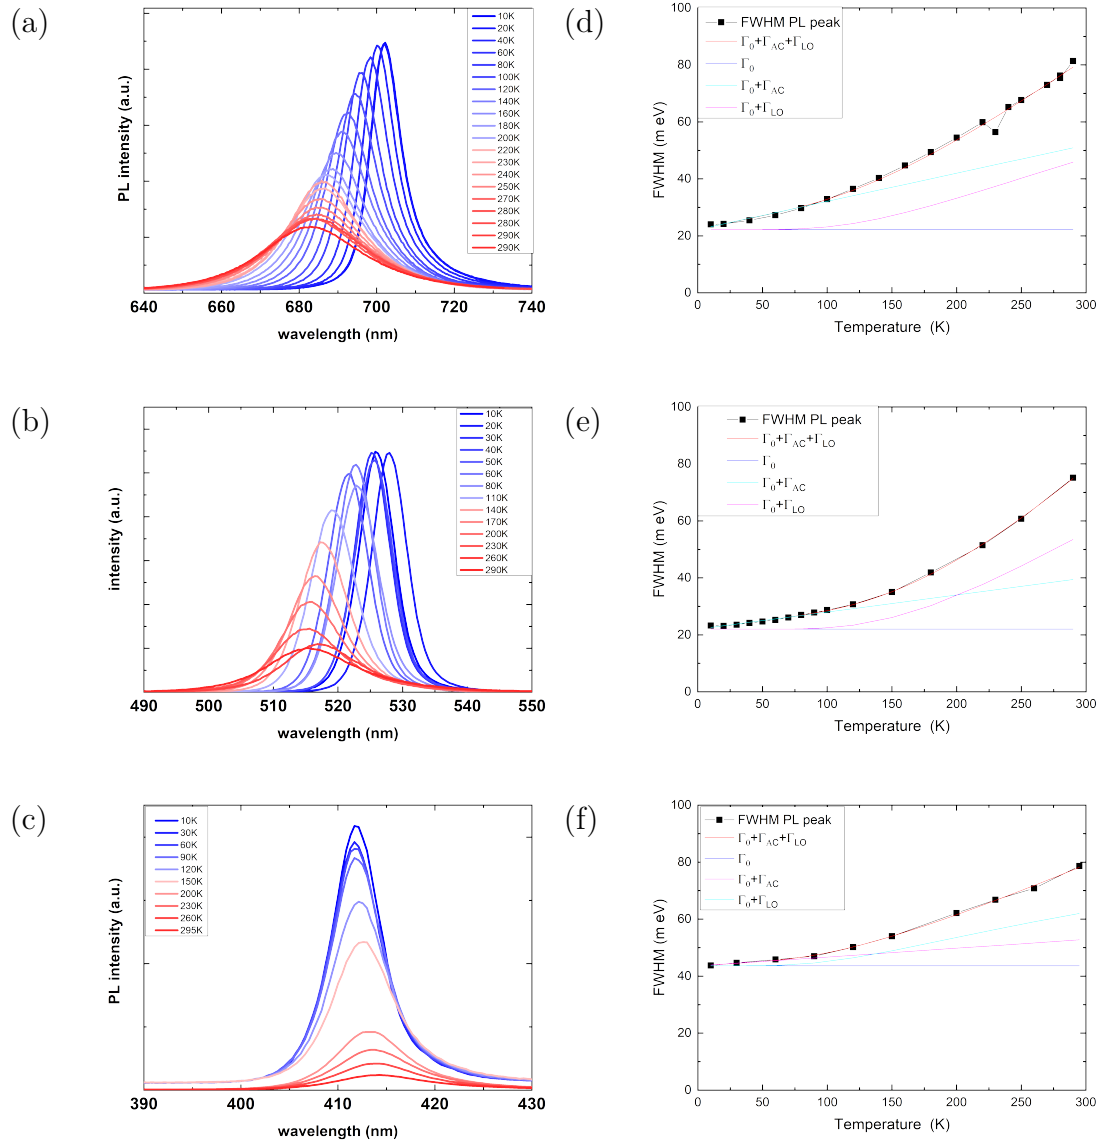 (a)
PL intensity (a.u.)
10K
20K
40K
60K
80K
100K
120K
140K
160K
180K
200K
220K
230K
240K
250K
270K
280K
280K
290K
290K
640 660 680 700 720 740
wavelength (nm)
(d)
FWHM (m eV)
100
80
60
40
20
0
FWHM PL peak
Γ0+ΓAC+ΓLO
Γ0
Γ0+ΓAC
Γ0+ΓLO
0 50 100 150 200 250 300
Temperature (K)
(b)
intensity (a.u.)
10K
20K
30K
40K
50K
60K
80K
110K
140K
170K
200K
230K
260K
290K
490 500 510 520 530 540 550
wavelength (nm)
(e)
FWHM (m eV)
100
80
60
40
20
0
FWHM PL peak
Γ0+ΓAC+ΓLO
Γ0
Γ0+ΓAC
Γ0+ΓLO
0 50 100 150 200 250 300
Temperature (K)
(c)
PL intensity (a.u.)
10K
30K
60K
90K
120K
150K
200K
230K
260K
295K
390 400 410 420 430
wavelength (nm)
(f)
FWHM (m eV)
100
80
60
40
20
0
FWHM PL peak
Γ0+ΓAC+ΓLO
Γ0
Γ0+ΓAC
Γ0+ΓLO
0 50 100 150 200 250 300
Temperature (K)